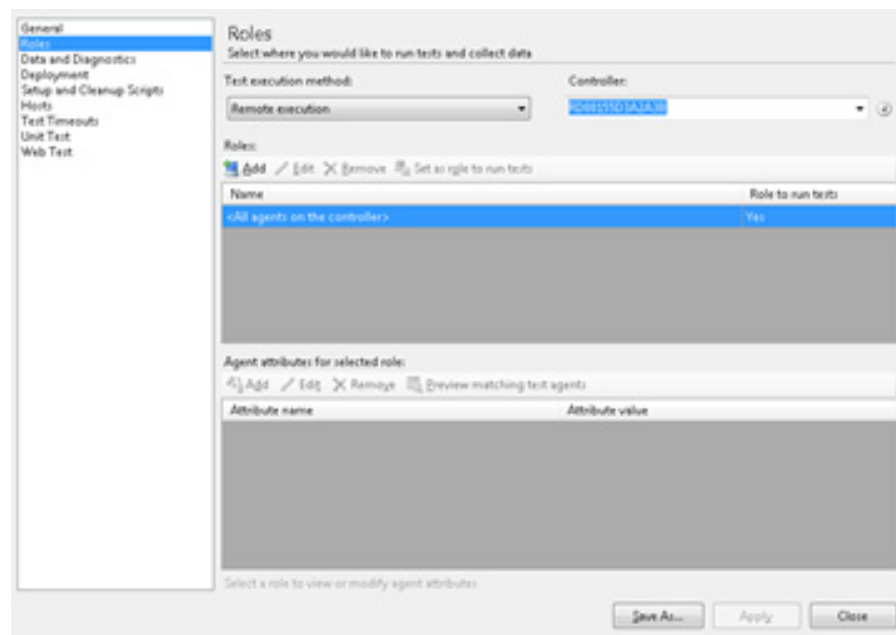 General
Roles
Data and Diagnostics
Deployment
Setup and Cleanup Scripts
Hosts
Test Timeouts
Unit Test
Web Test
Roles
Select where you would like to run tests and collect data
Test execution method:
Controller:
Remote execution
Roles:
Add Edit Remove Set as role to run tests
Name Role to run tests
<All agents on the controller> Yes
Agent attributes for selected role:
Add Edit Remove Preview matching test agents
Attribute name Attribute value
Select a role to view or modify agent attributes
Save As... Apply Close